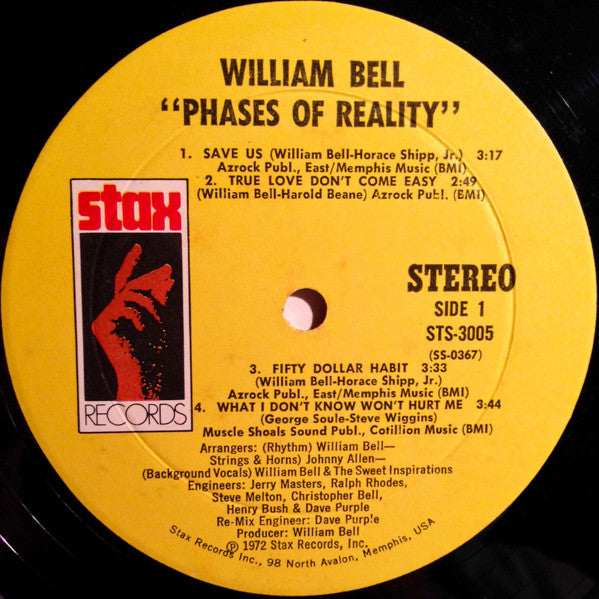 WILLIAM BELL
"PHASES OF REALITY"
1. SAVE US (William Bell-Horace Shipp, Jr.) 3:17
Azrock Publ., East/Memphis Music (BMI)
2. TRUE LOVE DON'T COME EASY 2:49
(William Bell-Harold Beane) Azrock Publ. (BMI)
stax
RECORDS
STEREO
SIDE 1
STS-3005
(SS-0367)
3. FIFTY DOLLAR HABIT 3:33
(William Bell-Horace Shipp, Jr.)
Azrock Publ., East/Memphis Music (BMI)
4. WHAT I DON'T KNOW WON'T HURT ME 3:44
(George Soule-Steve Wiggins)
Muscle Shoals Sound Publ., Cotillion Music (BMI)
Arrangers: (Rhythm) William Bell—
Strings & Horns) Johnny Allen—
(Background Vocals) William Bell & The Sweet Inspirations
Engineers: Jerry Masters, Ralph Rhodes,
Steve Melton, Christopher Bell,
Henry Bush & Dave Purple
Re-Mix Engineer: Dave Purple
Producer: William Bell
℗ 1972 Stax Records, Inc.
Stax Records Inc., 98 North Avalon, Memphis, USA